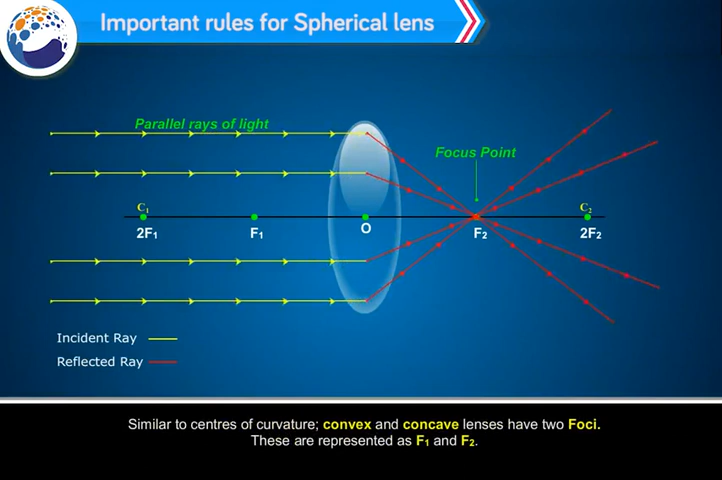 Important rules for Spherical lens
Parallel rays of light
Focus Point
C₁
C₂
2F₁
F₁
O
F₂
2F₂
Incident Ray
Reflected Ray
Similar to centres of curvature; convex and concave lenses have two Foci.
These are represented as F₁ and F₂.